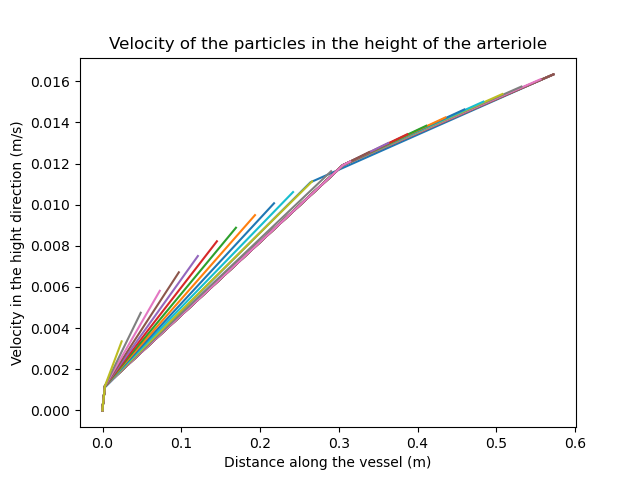 Velocity of the particles in the height of the arteriole
Velocity in the hight direction (m/s)
0.016
0.014
0.012
0.010
0.008
0.006
0.004
0.002
0.000
0.0 0.1 0.2 0.3 0.4 0.5 0.6
Distance along the vessel (m)